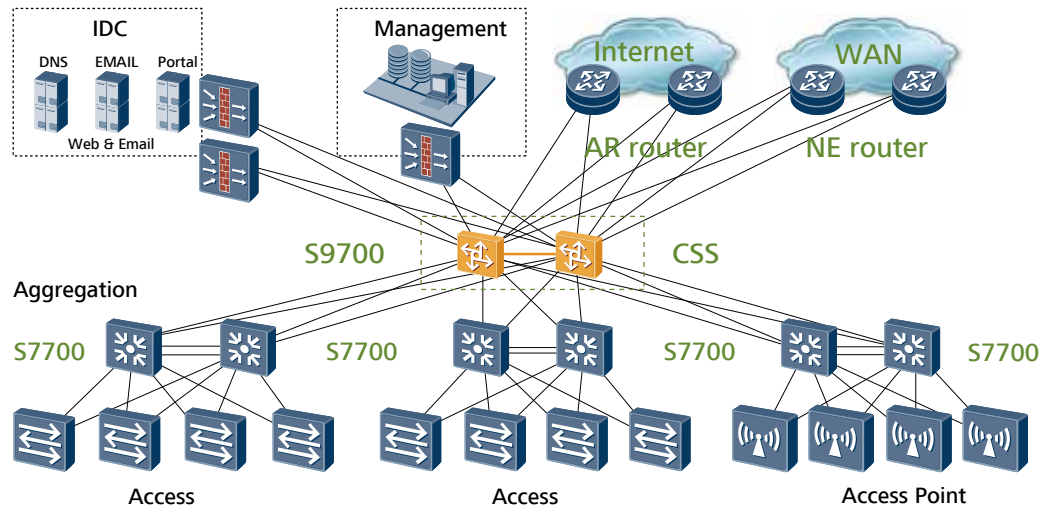 IDC
Management
Internet
WAN
DNS
EMAIL
Portal
Web & Email
AR router
NE router
S9700
CSS
Aggregation
S7700
S7700
S7700
S7700
Access
Access
Access Point